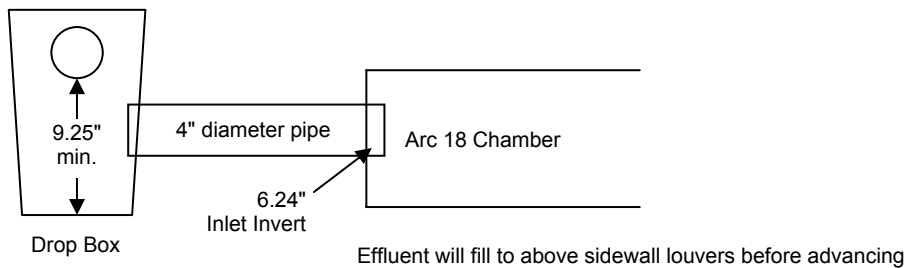 9.25"
min.
4" diameter pipe
Arc 18 Chamber
6.24"
Inlet Invert
Drop Box
Effluent will fill to above sidewall louvers before advancing